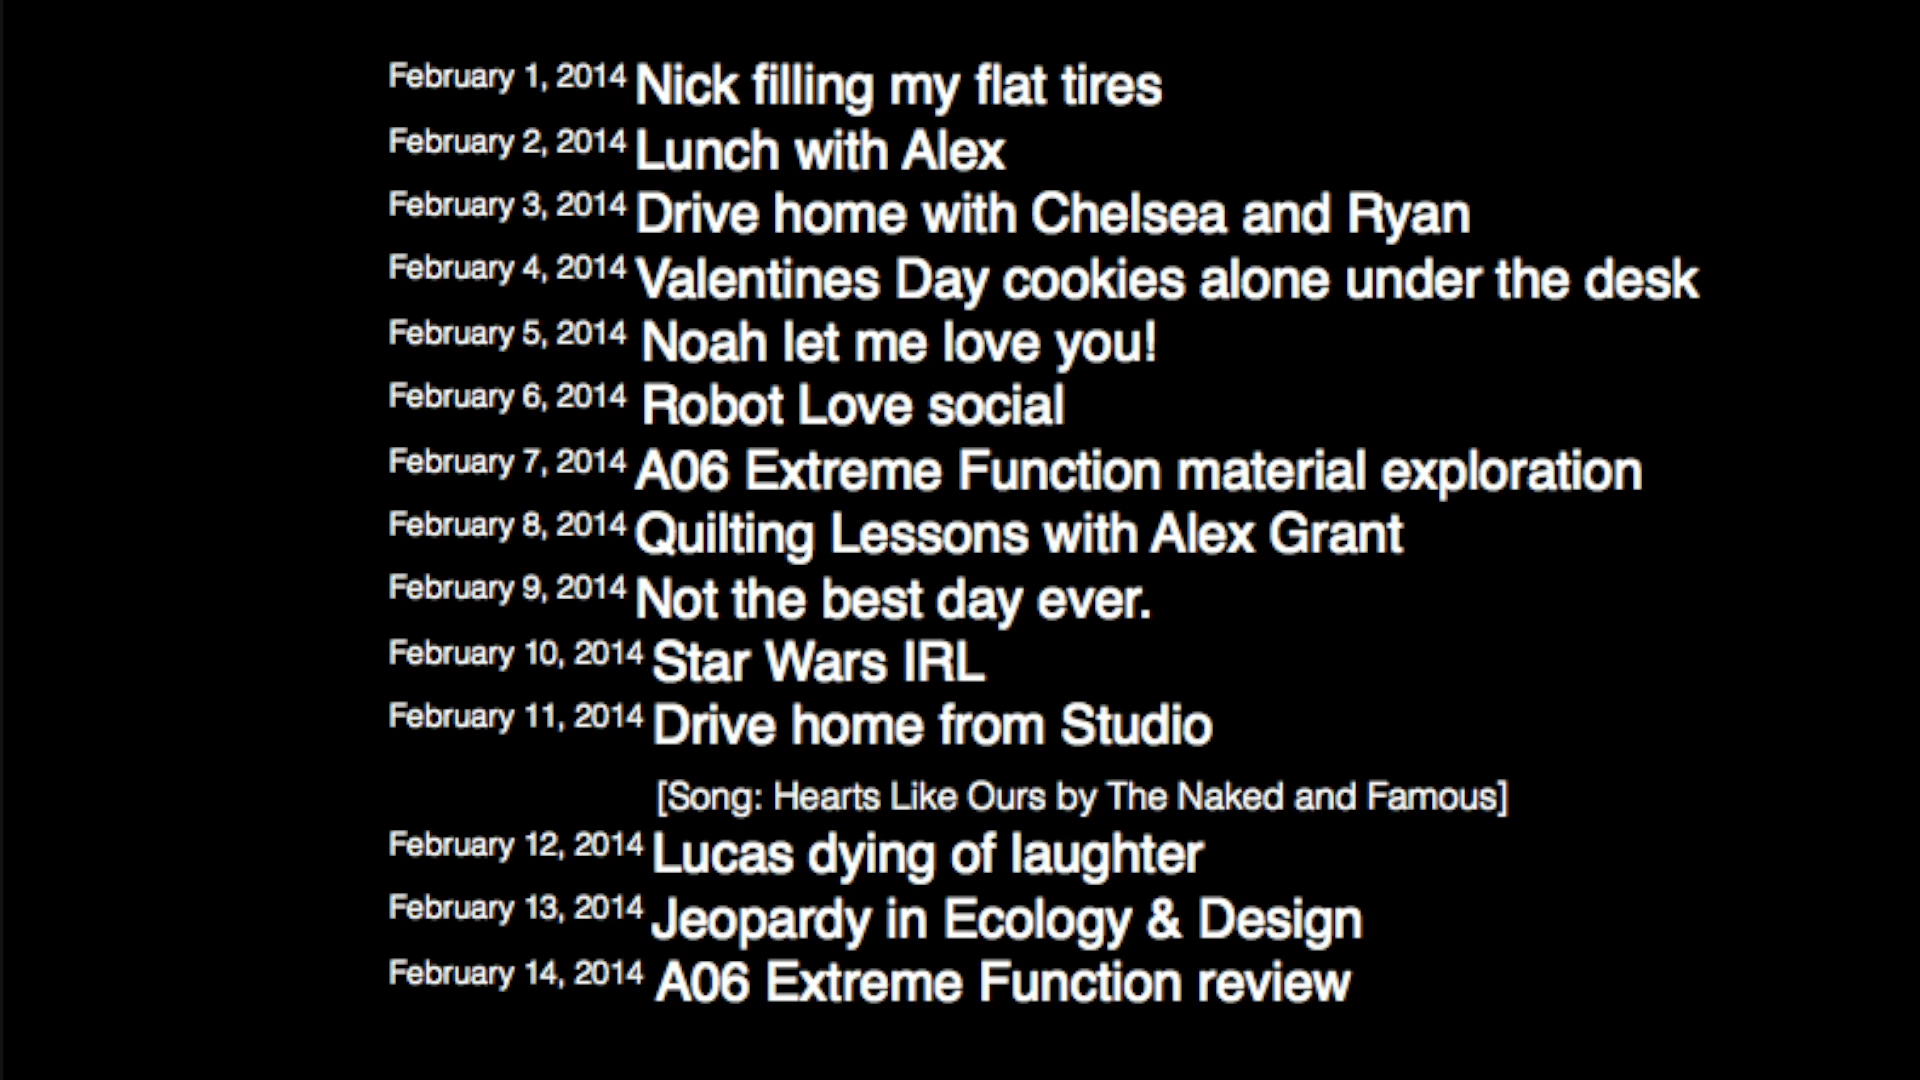 February 1, 2014 Nick filling my flat tires
February 2, 2014 Lunch with Alex
February 3, 2014 Drive home with Chelsea and Ryan
February 4, 2014 Valentines Day cookies alone under the desk
February 5, 2014 Noah let me love you!
February 6, 2014 Robot Love social
February 7, 2014 A06 Extreme Function material exploration
February 8, 2014 Quilting Lessons with Alex Grant
February 9, 2014 Not the best day ever.
February 10, 2014 Star Wars IRL
February 11, 2014 Drive home from Studio
[Song: Hearts Like Ours by The Naked and Famous]
February 12, 2014 Lucas dying of laughter
February 13, 2014 Jeopardy in Ecology & Design
February 14, 2014 A06 Extreme Function review